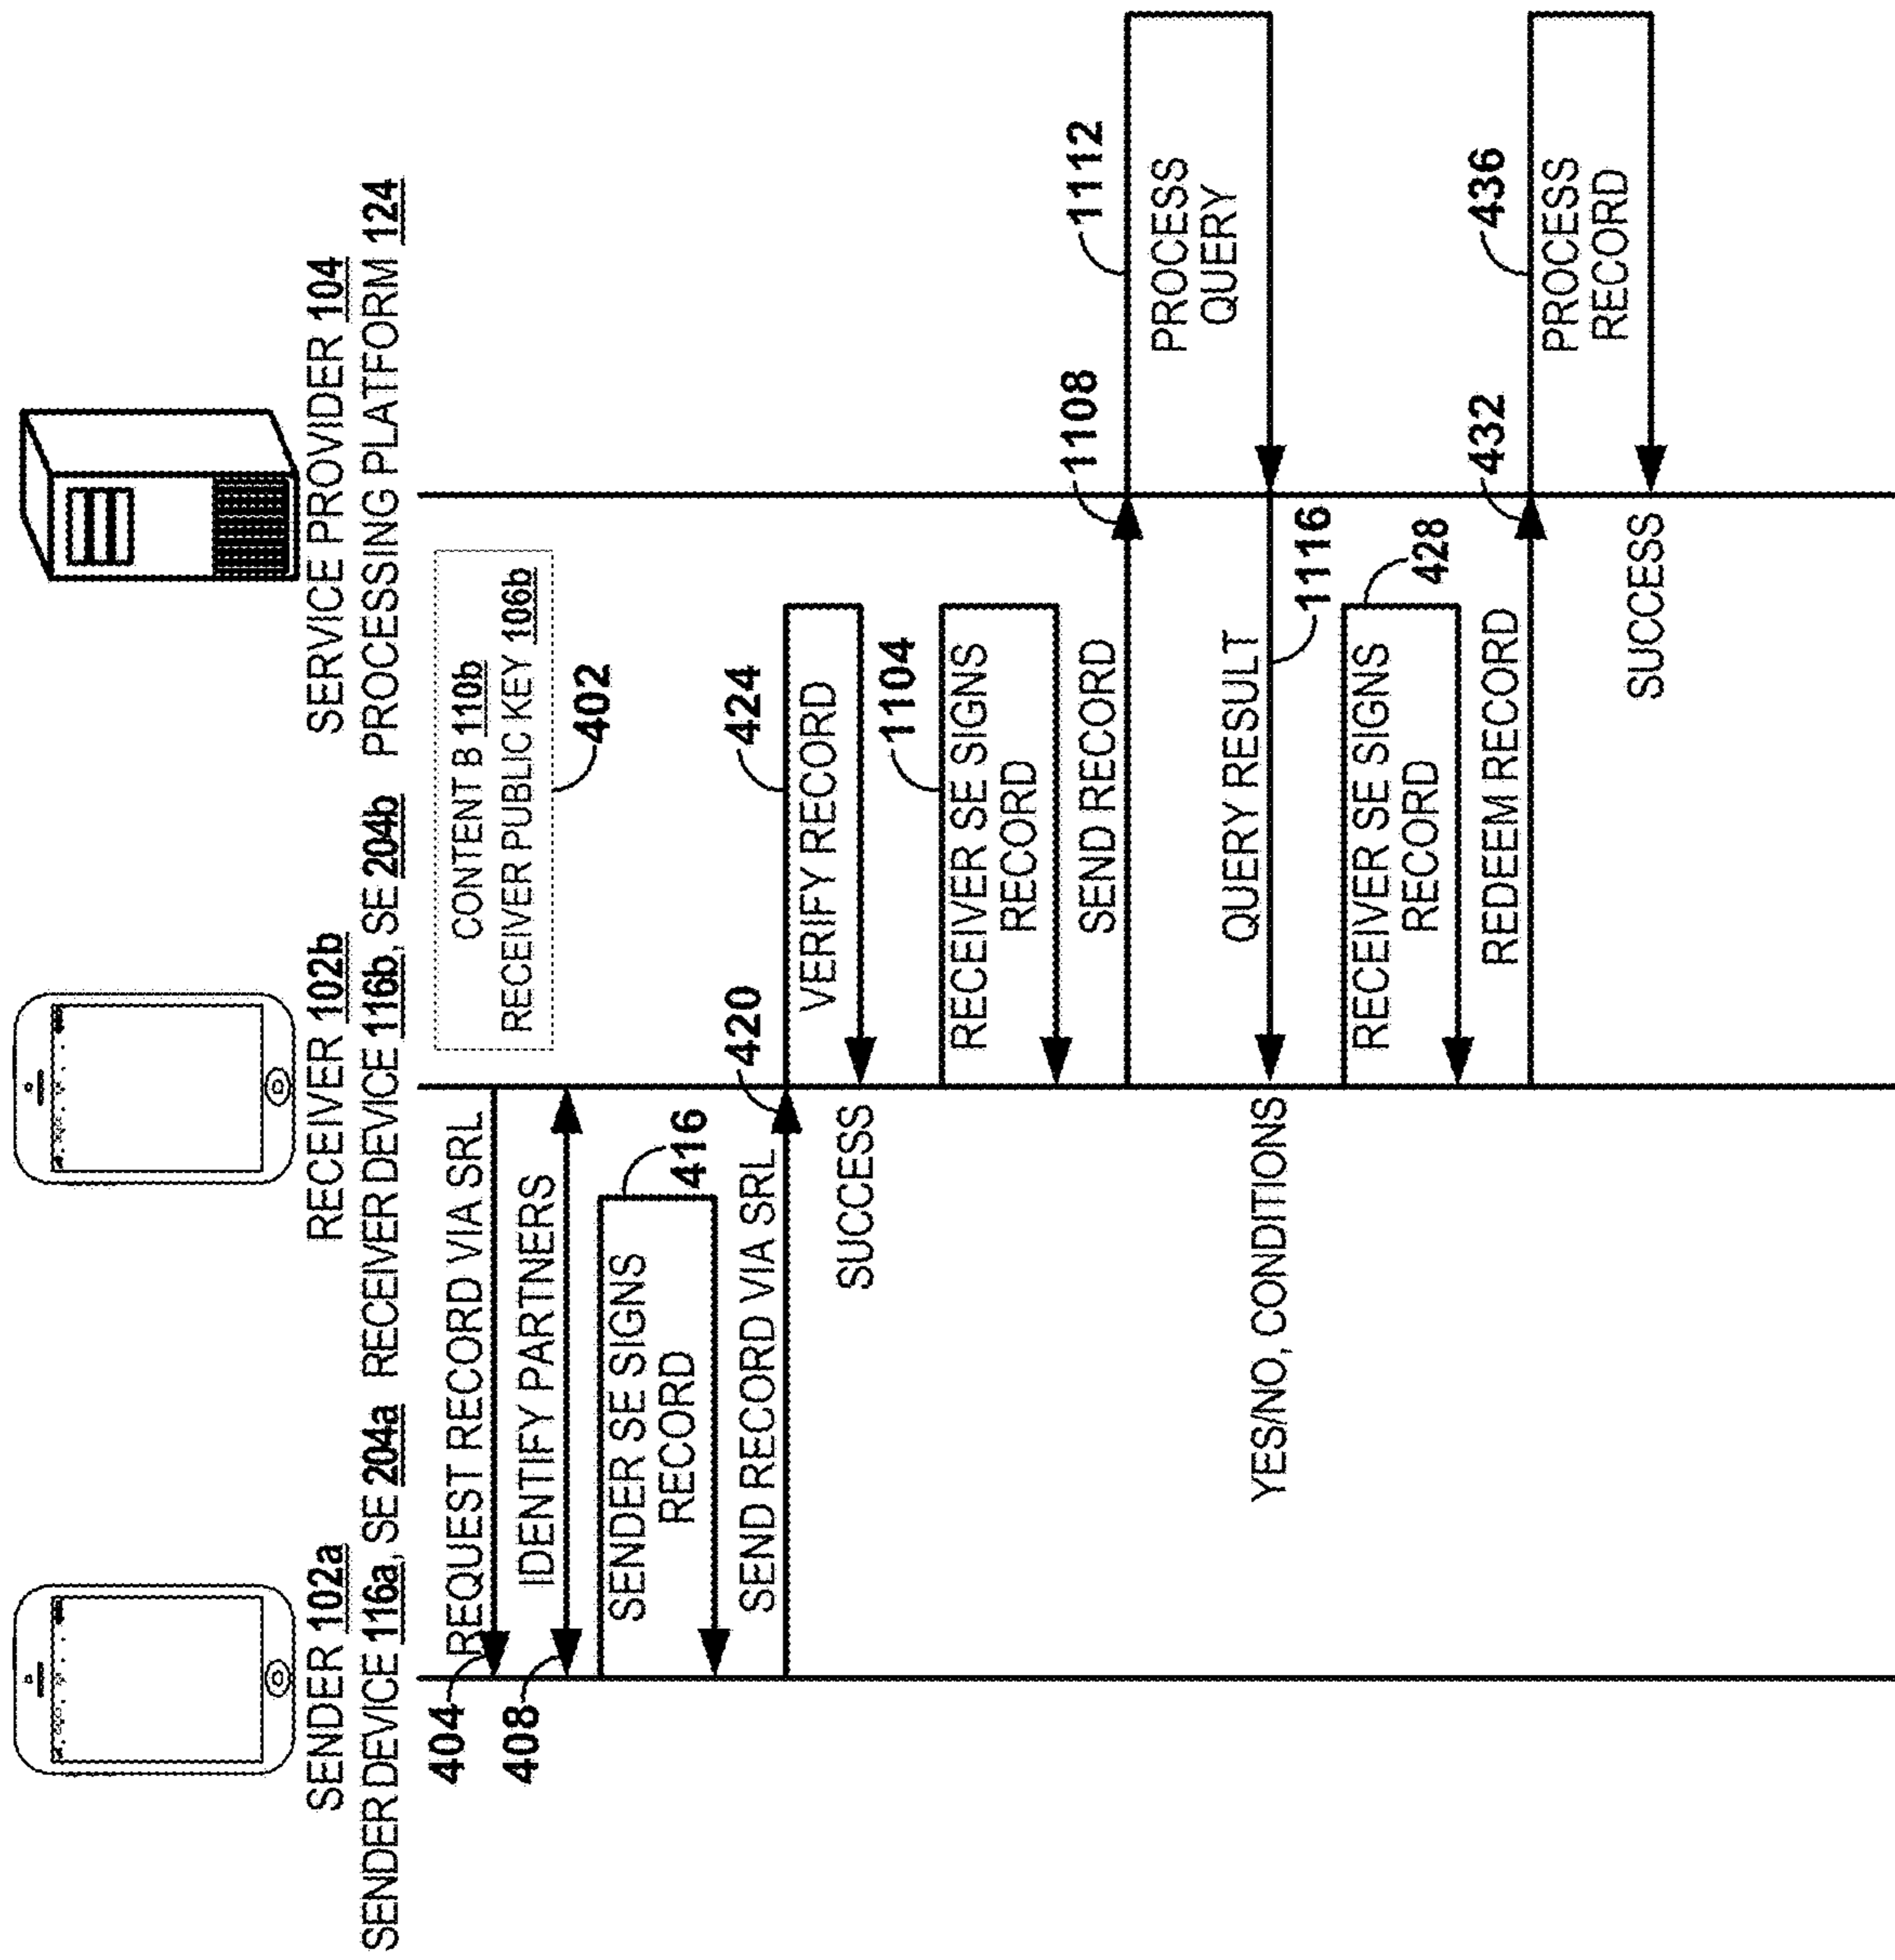 SENDER 102a
SENDER DEVICE 116a, SE 204a
RECEIVER 102b
RECEIVER DEVICE 116b, SE 204b
SERVICE PROVIDER 104
PROCESSING PLATFORM 124
CONTENT B 110b
RECEIVER PUBLIC KEY 106b
402
404
REQUEST RECORD VIA SRL
408
IDENTIFY PARTNERS
SENDER SE SIGNS
RECORD
416
SEND RECORD VIA SRL
420
424
VERIFY RECORD
SUCCESS
1104
RECEIVER SE SIGNS
RECORD
SEND RECORD
1108
1112
PROCESS
QUERY
QUERY RESULT
1116
YES/NO, CONDITIONS
RECEIVER SE SIGNS
RECORD
428
REDEEM RECORD
432
436
PROCESS
RECORD
SUCCESS